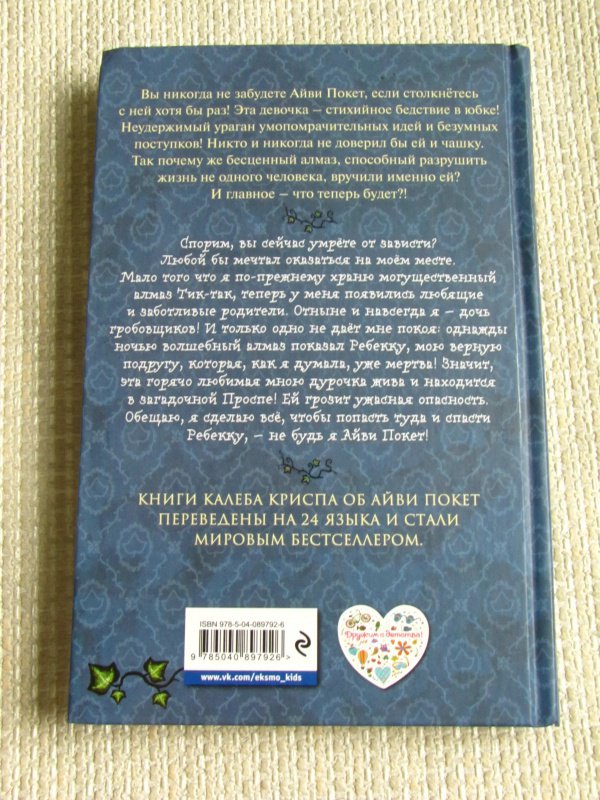 Вы никогда не забудете Айви Покет, если столкнётесь
с ней хотя бы раз! Эта девочка – стихийное бедствие в юбке!
Неудержимый ураган умопомрачительных идей и безумных
поступков! Никто и никогда не доверил бы ей и чашку.
Так почему же бесценный алмаз, способный разрушить
жизнь не одного человека, вручили именно ей?
И главное – что теперь будет?!
Спорим, вы сейчас умрёте от зависти?
Любой бы мечтал оказаться на моём месте.
Мало того что я по-прежнему храню могущественный
алмаз Тик-так, теперь у меня появились любящие
и заботливые родители. Отныне и навсегда я – дочь
гробовщиков! И только одно не даёт мне покоя: однажды
ночью волшебный алмаз показал Ребекку, мою верную
подругу, которая, как я думала, уже мертва! Значит,
эта горячо любимая мною дурочка жива и находится
в загадочной Проспе! Ей грозит ужасная опасность.
Обещаю, я сделаю всё, чтобы попасть туда и спасти
Ребекку, – не будь я Айви Покет!
КНИГИ КАЛЕБА КРИСПА ОБ АЙВИ ПОКЕТ
ПЕРЕВЕДЕНЫ НА 24 ЯЗЫКА И СТАЛИ
МИРОВЫМ БЕСТСЕЛЛЕРОМ.
ISBN 978-5-04-089792-6
9 785040 897926 >
www.vk.com/eksmo_kids
Дружим с детства!